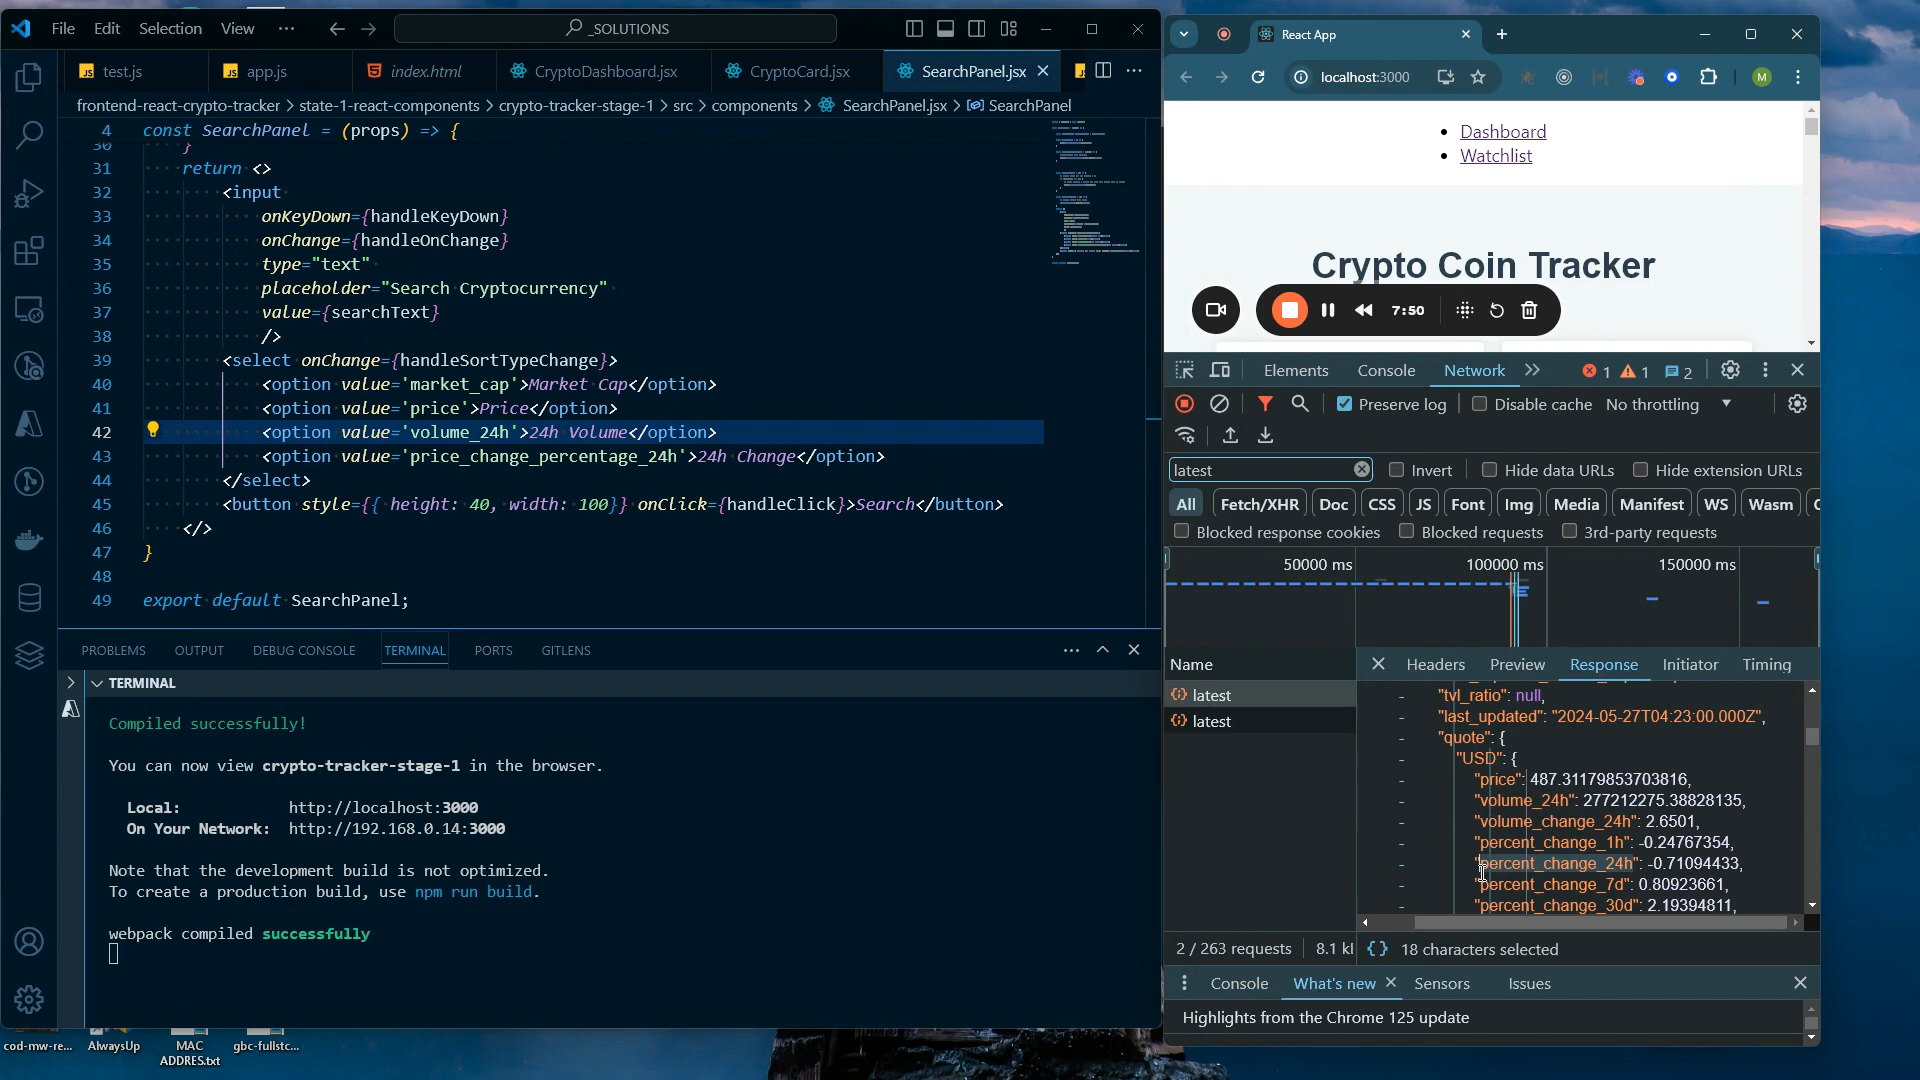 File Edit Selection View ··· _SOLUTIONS
test.js app.js index.html CryptoDashboard.jsx CryptoCard.jsx SearchPanel.jsx
frontend-react-crypto-tracker > state-1-react-components > crypto-tracker-stage-1 > src > components > SearchPanel.jsx > SearchPanel
4 const SearchPanel = (props) => {
30 }
31 return <>
32 <input
33 onKeyDown={handleKeyDown}
34 onChange={handleOnChange}
35 type="text"
36 placeholder="Search Cryptocurrency"
37 value={searchText}
38 />
39 <select onChange={handleSortTypeChange}>
40 <option value='market_cap'>Market Cap</option>
41 <option value='price'>Price</option>
42 <option value='volume_24h'>24h Volume</option>
43 <option value='price_change_percentage_24h'>24h Change</option>
44 </select>
45 <button style={{ height: 40, width: 100}} onClick={handleClick}>Search</button>
46 </>
47 }
48
49 export default SearchPanel;
PROBLEMS OUTPUT DEBUG CONSOLE TERMINAL PORTS GITLENS
TERMINAL
Compiled successfully!
You can now view crypto-tracker-stage-1 in the browser.
Local: http://localhost:3000
On Your Network: http://192.168.0.14:3000
Note that the development build is not optimized.
To create a production build, use npm run build.
webpack compiled successfully
cod-mw-re... AlwaysUp MAC ADDRES.txt gbc-fullstc...
React App
localhost:3000 M
Dashboard
Watchlist
Crypto Coin Tracker
7:50
Elements Console Network 1 1 2
Preserve log Disable cache No throttling
latest Invert Hide data URLs Hide extension URLs
All Fetch/XHR Doc CSS JS Font Img Media Manifest WS Wasm
Blocked response cookies Blocked requests 3rd-party requests
50000 ms 100000 ms 150000 ms
Name Headers Preview Response Initiator Timing
latest
latest
"tvl_ratio": null,
"last_updated": "2024-05-27T04:23:00.000Z",
"quote": {
"USD": {
"price": 487.31179853703816,
"volume_24h": 277212275.38828135,
"volume_change_24h": 2.6501,
"percent_change_1h": -0.24767354,
"percent_change_24h": -0.71094433,
"percent_change_7d": 0.80923661,
"percent_change_30d": 2.19394811,
2 / 263 requests 8.1 k {} 18 characters selected
Console What's new Sensors Issues
Highlights from the Chrome 125 update